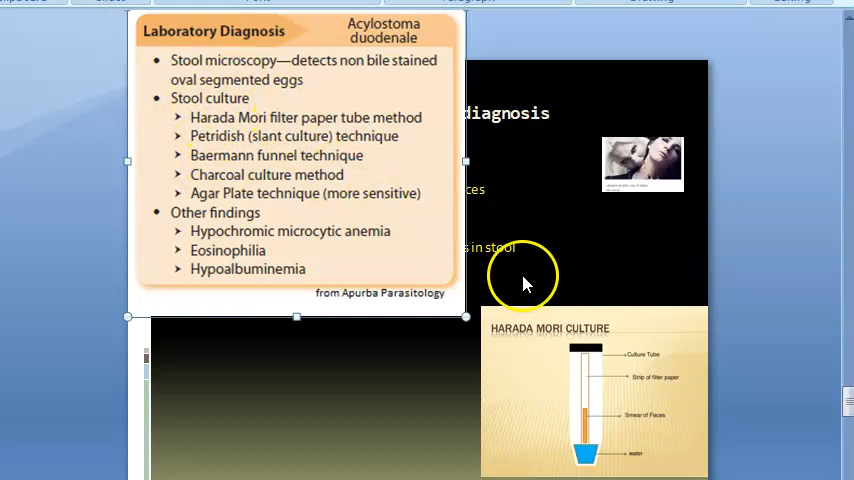 Laboratory Diagnosis
Acylostoma
duodenale
• Stool microscopy—detects non bile stained
oval segmented eggs
• Stool culture
➤ Harada Mori filter paper tube method
➤ Petridish (slant culture) technique
➤ Baermann funnel technique
➤ Charcoal culture method
➤ Agar Plate technique (more sensitive)
• Other findings
➤ Hypochromic microcytic anemia
➤ Eosinophilia
➤ Hypoalbuminemia
from Apurba Parasitology
diagnosis
ces
s in stool
HARADA MORI CULTURE
Culture Tube
Strip of filter paper
Smear of Feces
water